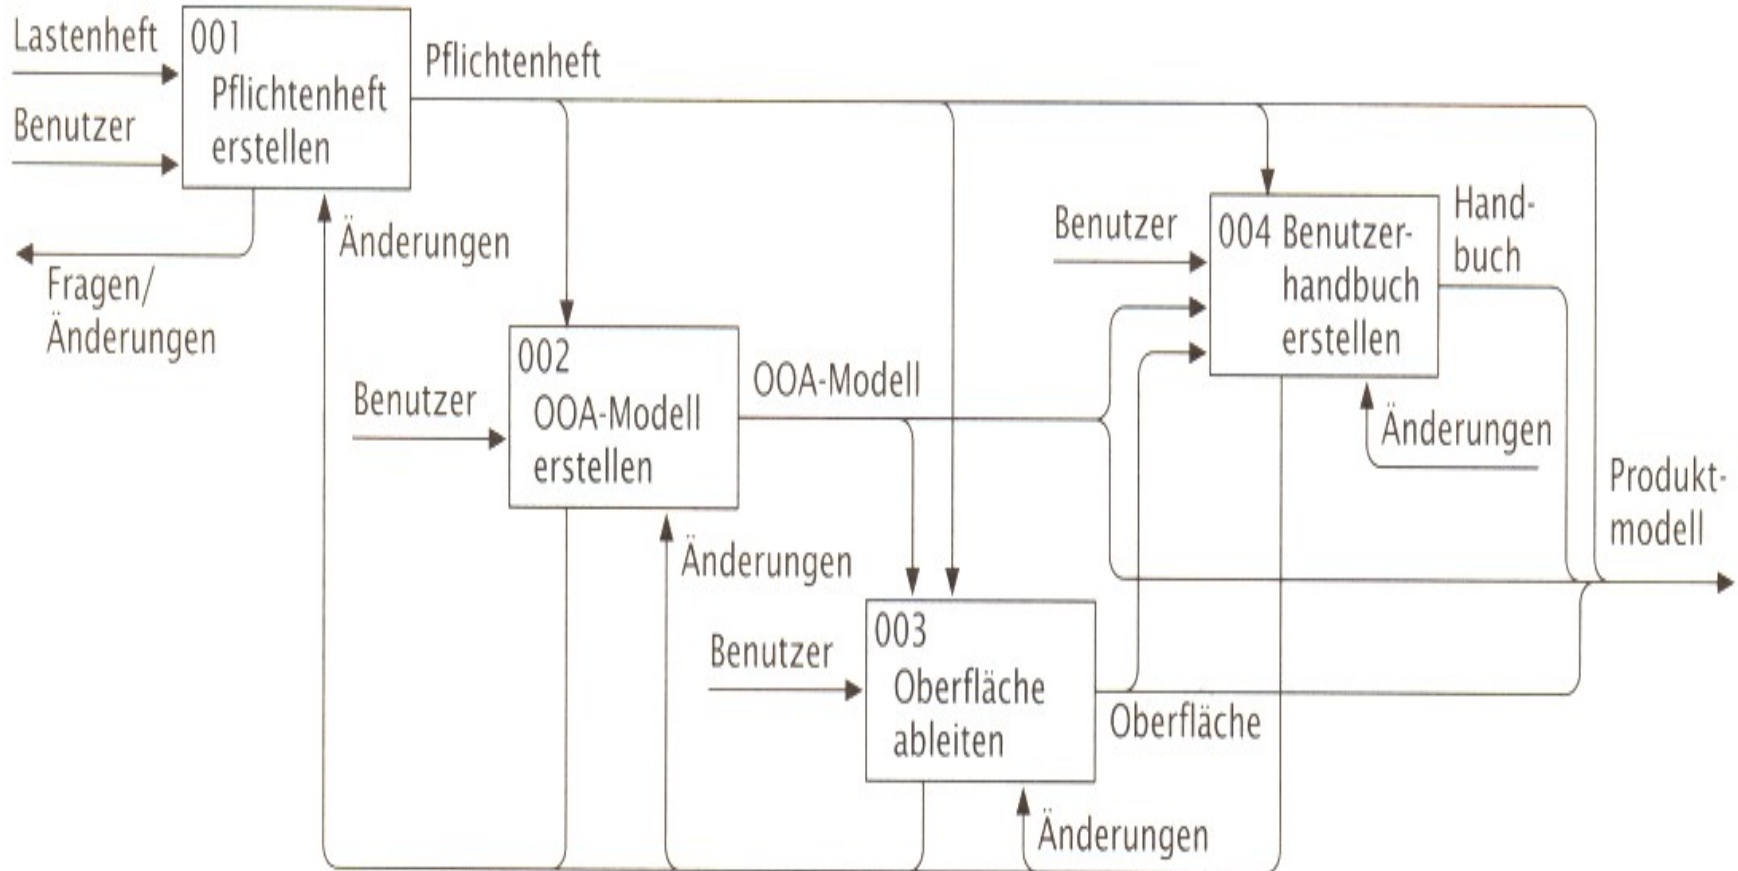 Lastenheft
Benutzer
001
Pflichtenheft
erstellen
Pflichtenheft
Fragen/
Änderungen
Änderungen
Benutzer
002
OOA-Modell
erstellen
OOA-Modell
Änderungen
Benutzer
003
Oberfläche
ableiten
Oberfläche
Änderungen
Benutzer
004 Benutzer-
handbuch
erstellen
Hand-
buch
Änderungen
Produkt-
modell